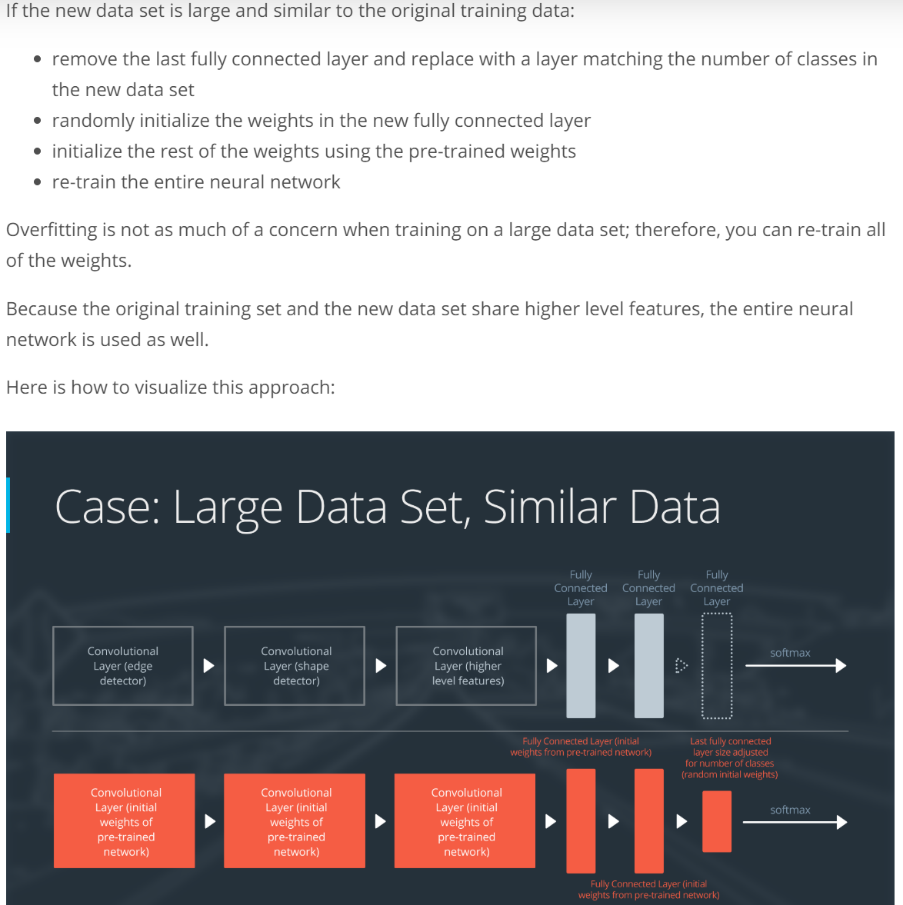 If the new data set is large and similar to the original training data:
remove the last fully connected layer and replace with a layer matching the number of classes in
the new data set
randomly initialize the weights in the new fully connected layer
initialize the rest of the weights using the pre-trained weights
re-train the entire neural network
Overfitting is not as much of a concern when training on a large data set; therefore, you can re-train all
of the weights.
Because the original training set and the new data set share higher level features, the entire neural
network is used as well.
Here is how to visualize this approach:
Case: Large Data Set, Similar Data
Convolutional
Layer (edge
detector)
Convolutional
Layer (shape
detector)
Convolutional
Layer (higher
level features)
Fully
Connected
Layer
Fully
Connected
Layer
Fully
Connected
Layer
softmax
Convolutional
Layer (initial
weights of
pre-trained
network)
Convolutional
Layer (initial
weights of
pre-trained
network)
Convolutional
Layer (initial
weights of
pre-trained
network)
Fully Connected Layer (initial
weights from pre-trained network)
Last fully connected
layer size adjusted
for number of classes
(random initial weights)
softmax
Fully Connected Layer (initial
weights from pre-trained network)